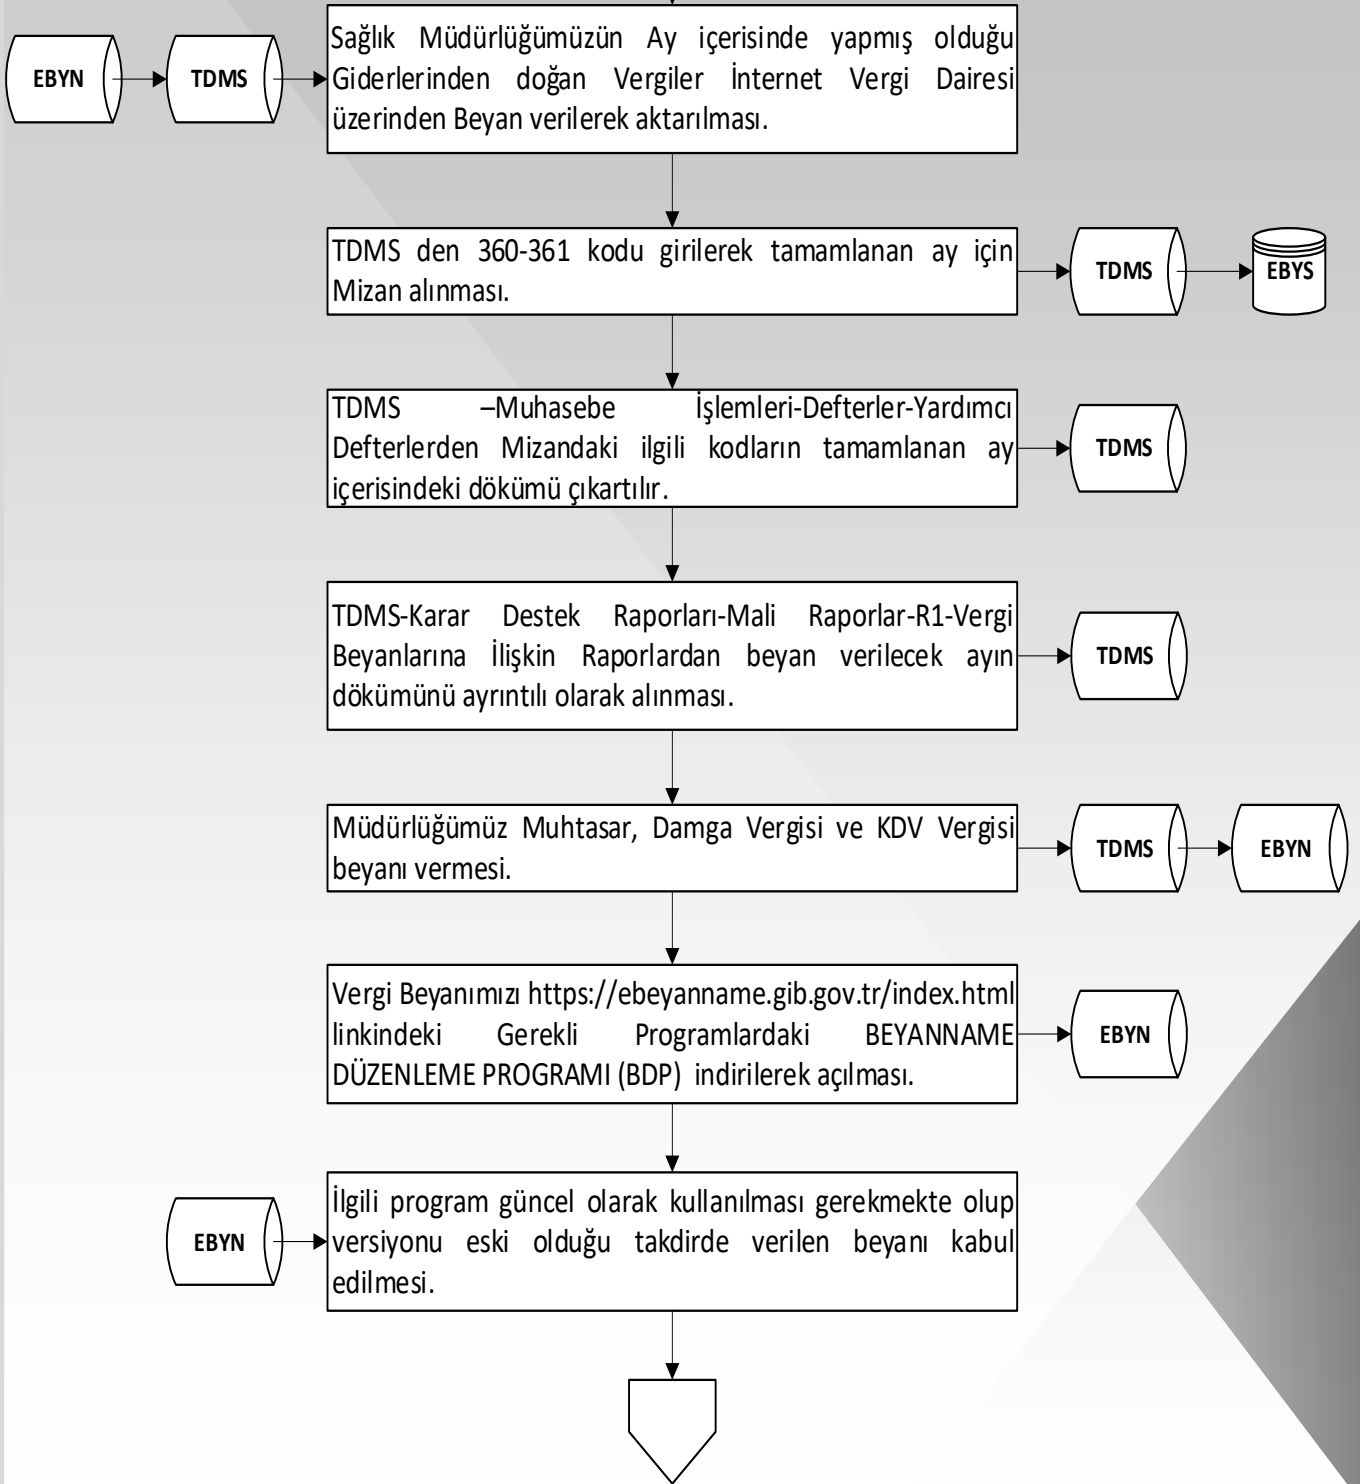 Sağlık Müdürlüğümüzün Ay içerisinde yapmış olduğu
EBYN TDMS Giderlerinden doğan Vergiler İnternet Vergi Dairesi
üzerinden Beyan verilerek aktarılması.
TDMS den 360-361 kodu girilerek tamamlanan ay için
Mizan alınması.
TDMS EBYS
TDMS –Muhasebe İşlemleri-Defterler-Yardımcı
Defterlerden Mizandaki ilgili kodların tamamlanan ay
içerisindeki dökümü çıkartılır.
TDMS
TDMS-Karar Destek Raporları-Mali Raporlar-R1-Vergi
Beyanlarına İlişkin Raporlardan beyan verilecek ayın
dökümünü ayrıntılı olarak alınması.
TDMS
Müdürlüğümüz Muhtasar, Damga Vergisi ve KDV Vergisi
beyanı vermesi.
TDMS EBYN
Vergi Beyanımızı https://ebeyanname.gib.gov.tr/index.html
linkindeki Gerekli Programlardaki BEYANNAME
DÜZENLEME PROGRAMI (BDP) indirilerek açılması.
EBYN
İlgili program güncel olarak kullanılması gerekmekte olup
EBYN versiyonu eski olduğu takdirde verilen beyanı kabul
edilmesi.